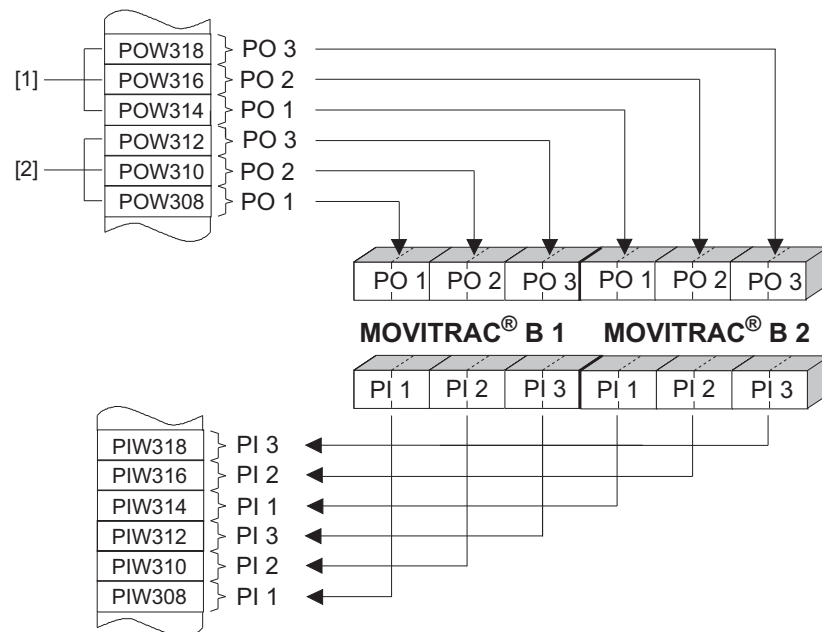 POW318 PO 3
[1] POW316 PO 2
POW314 PO 1
POW312 PO 3
[2] POW310 PO 2
POW308 PO 1
PO 1 PO 2 PO 3 PO 1 PO 2 PO 3
MOVITRAC® B 1 MOVITRAC® B 2
PI 1 PI 2 PI 3 PI 1 PI 2 PI 3
PIW318 PI 3
PIW316 PI 2
PIW314 PI 1
PIW312 PI 3
PIW310 PI 2
PIW308 PI 1